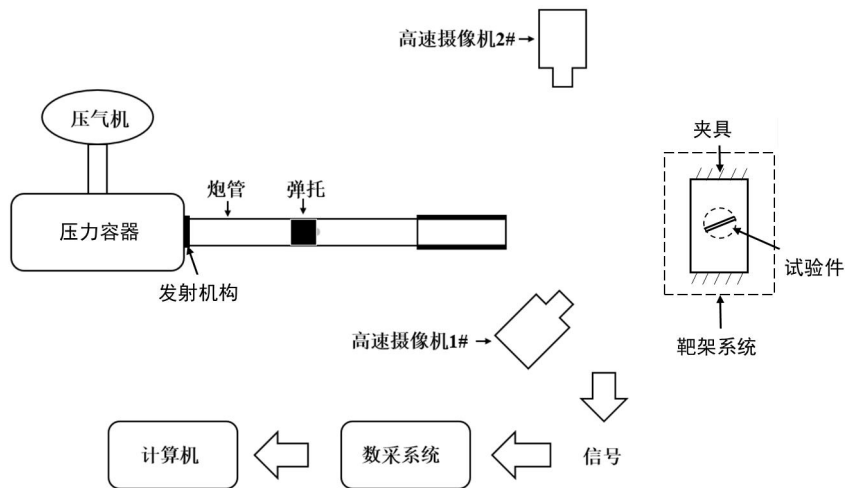 高速摄像机2#
压气机
夹具
炮管
弹托
压力容器
试验件
发射机构
高速摄像机1#
靶架系统
计算机
数采系统
信号